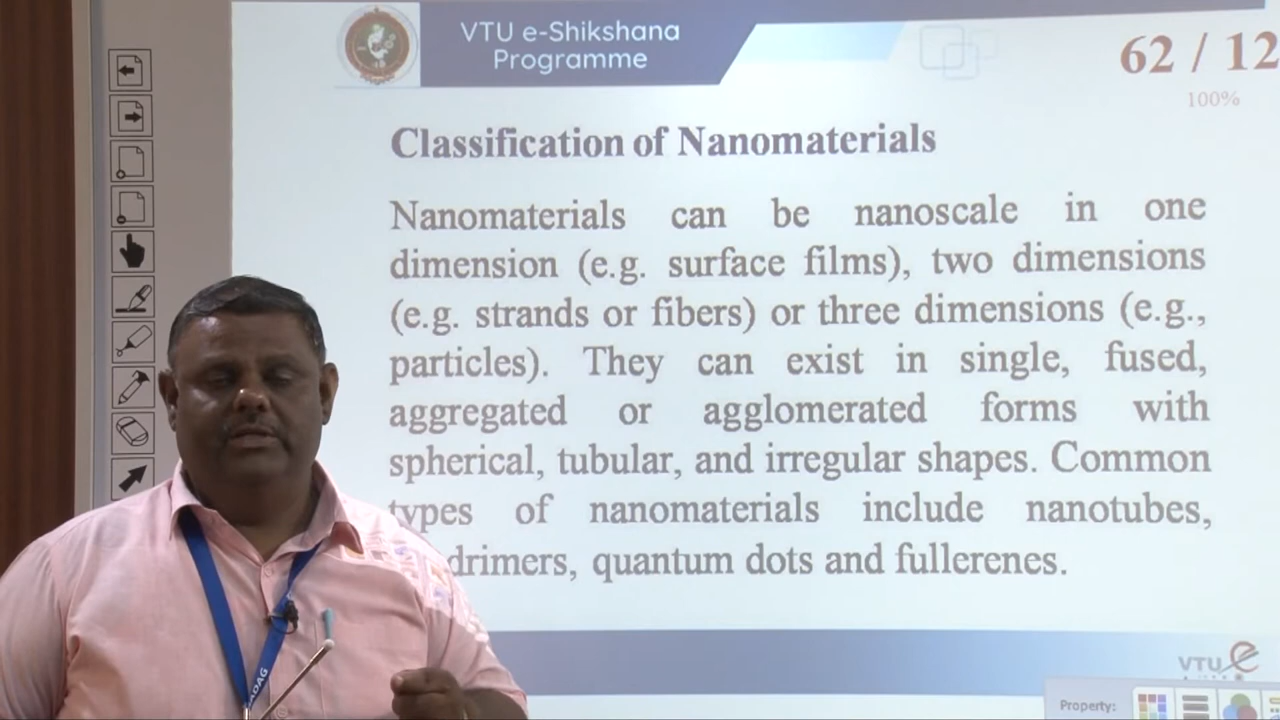 VTU e-Shikshana
Programme
62 / 12
100%
Classification of Nanomaterials
Nanomaterials can be nanoscale in one
dimension (e.g. surface films), two dimensions
(e.g. strands or fibers) or three dimensions (e.g.,
particles). They can exist in single, fused,
aggregated or agglomerated forms with
spherical, tubular, and irregular shapes. Common
types of nanomaterials include nanotubes,
drimers, quantum dots and fullerenes.
VTU e
Property:
ADAG